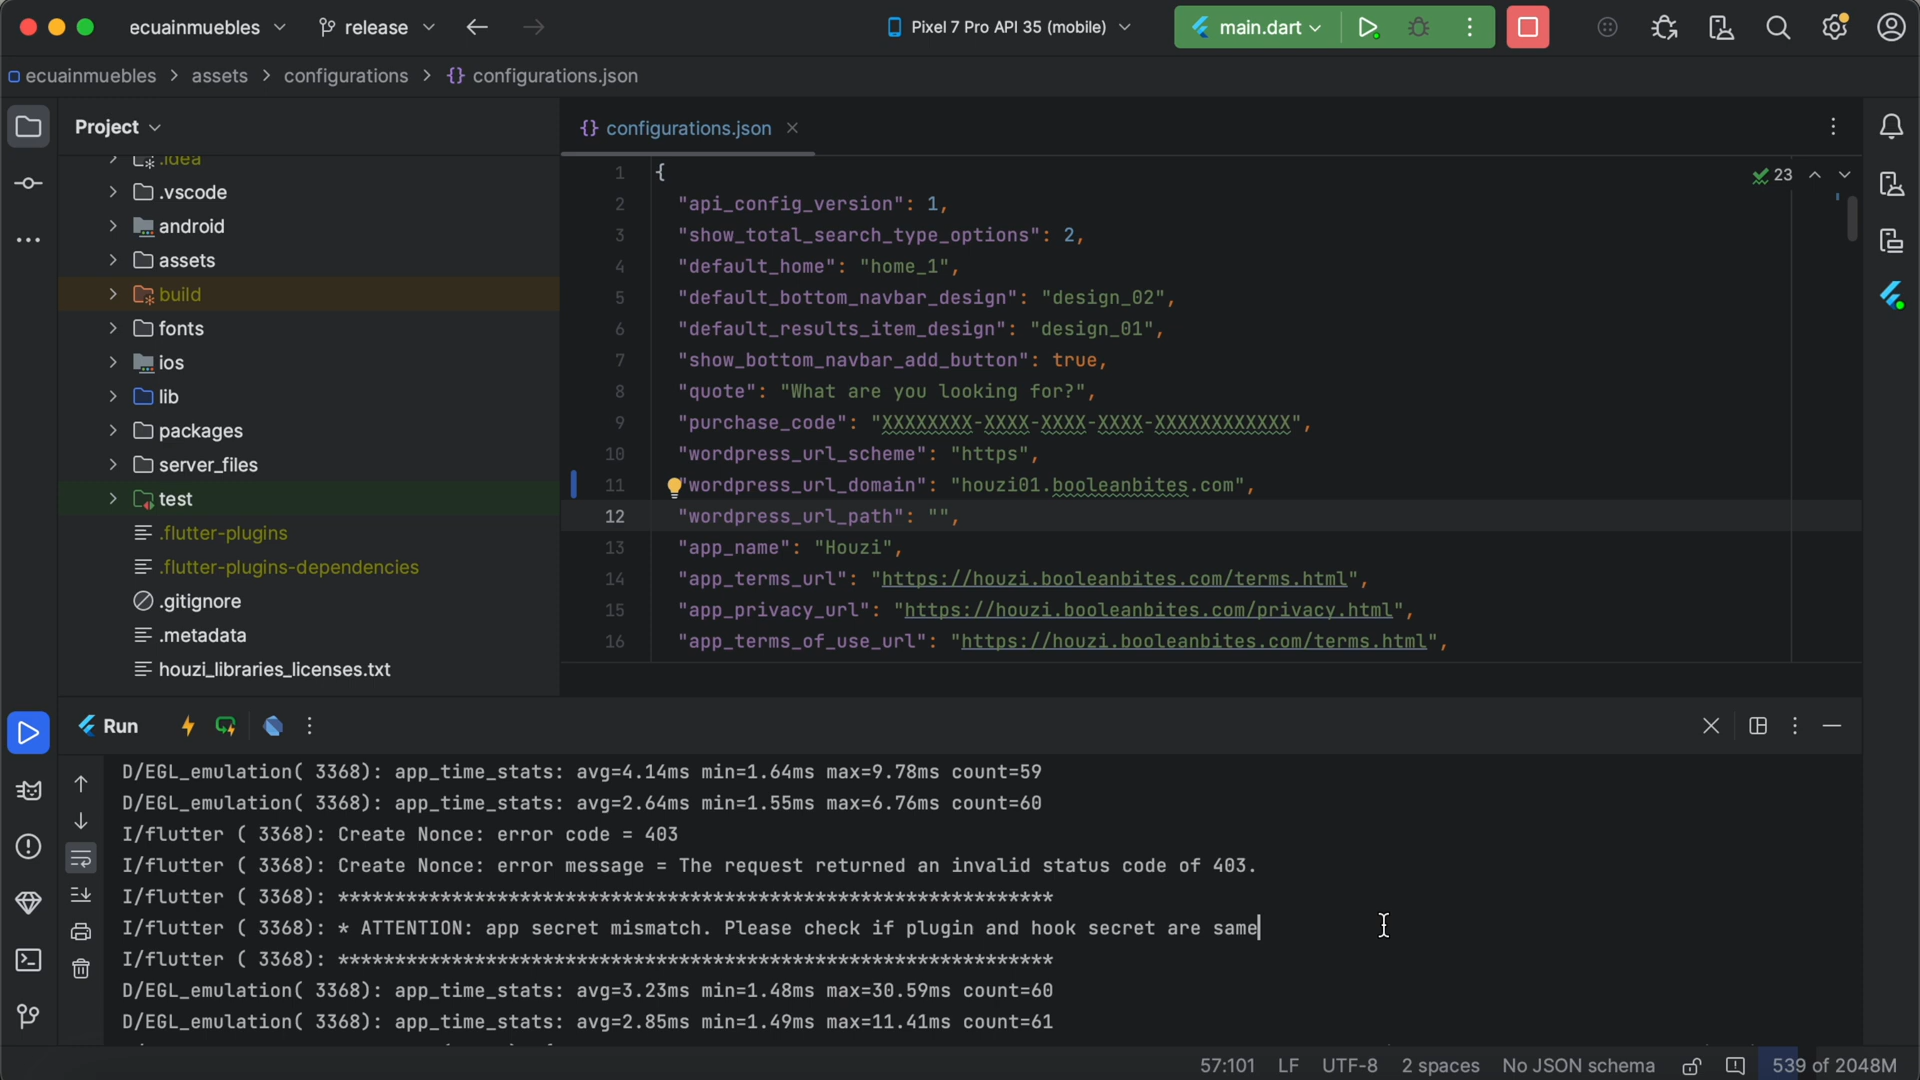 ecuainmuebles
release
Pixel 7 Pro API 35 (mobile)
main.dart
ecuainmuebles > assets > configurations > {} configurations.json
Project
.idea
.vscode
android
assets
build
fonts
ios
lib
packages
server_files
test
.flutter-plugins
.flutter-plugins-dependencies
.gitignore
.metadata
houzi_libraries_licenses.txt
{} configurations.json
23
1 {
2 "api_config_version": 1,
3 "show_total_search_type_options": 2,
4 "default_home": "home_1",
5 "default_bottom_navbar_design": "design_02",
6 "default_results_item_design": "design_01",
7 "show_bottom_navbar_add_button": true,
8 "quote": "What are you looking for?",
9 "purchase_code": "XXXXXXXX-XXXX-XXXX-XXXX-XXXXXXXXXXXX",
10 "wordpress_url_scheme": "https",
11 "wordpress_url_domain": "houzi01.booleanbites.com",
12 "wordpress_url_path": "",
13 "app_name": "Houzi",
14 "app_terms_url": "https://houzi.booleanbites.com/terms.html",
15 "app_privacy_url": "https://houzi.booleanbites.com/privacy.html",
16 "app_terms_of_use_url": "https://houzi.booleanbites.com/terms.html",
Run
D/EGL_emulation( 3368): app_time_stats: avg=4.14ms min=1.64ms max=9.78ms count=59
D/EGL_emulation( 3368): app_time_stats: avg=2.64ms min=1.55ms max=6.76ms count=60
I/flutter ( 3368): Create Nonce: error code = 403
I/flutter ( 3368): Create Nonce: error message = The request returned an invalid status code of 403.
I/flutter ( 3368): ***************************************************************
I/flutter ( 3368): * ATTENTION: app secret mismatch. Please check if plugin and hook secret are same
I/flutter ( 3368): ***************************************************************
D/EGL_emulation( 3368): app_time_stats: avg=3.23ms min=1.48ms max=30.59ms count=60
D/EGL_emulation( 3368): app_time_stats: avg=2.85ms min=1.49ms max=11.41ms count=61
57:101 LF UTF-8 2 spaces No JSON schema 539 of 2048M